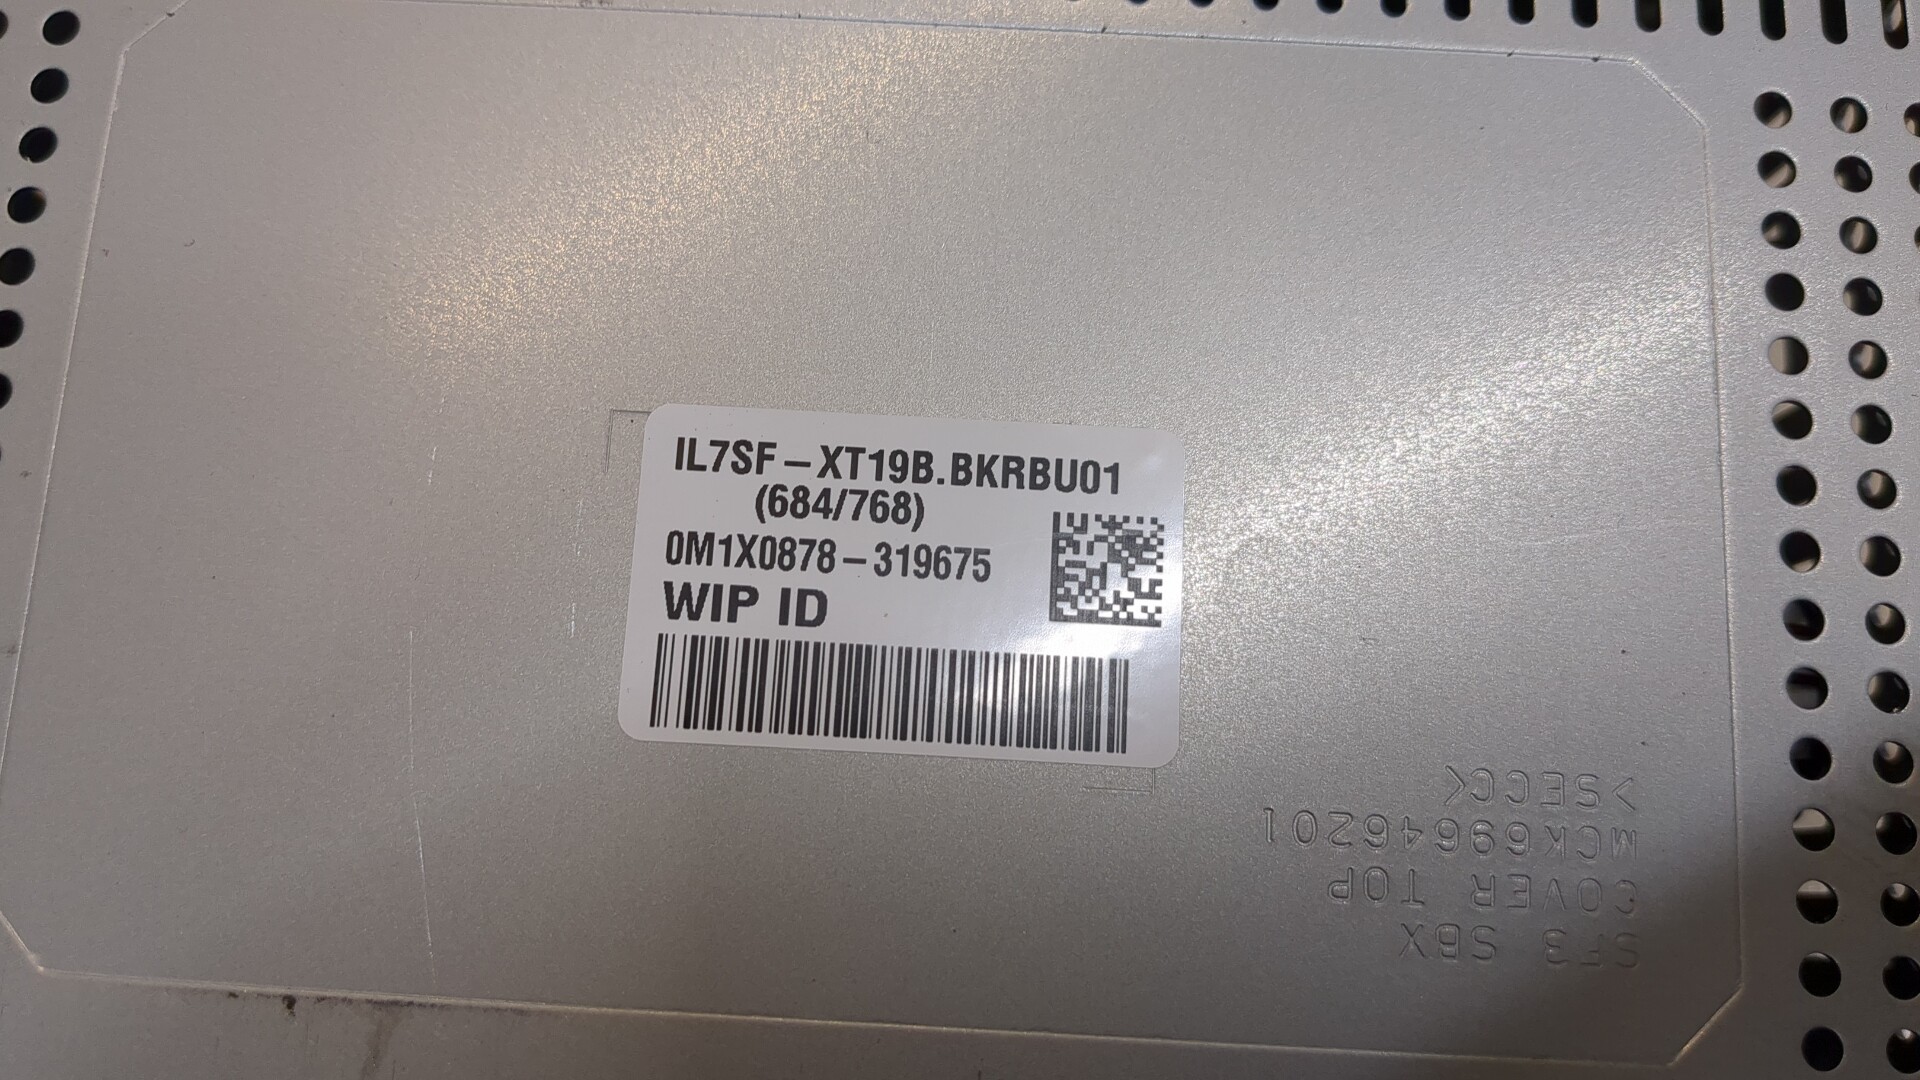 IL7SF-XT19B.BKRBU01
(684/768)
0M1X0878-319675
WIP ID
SF3 SBX
COVER TOP
MCK69646201
>SECC<